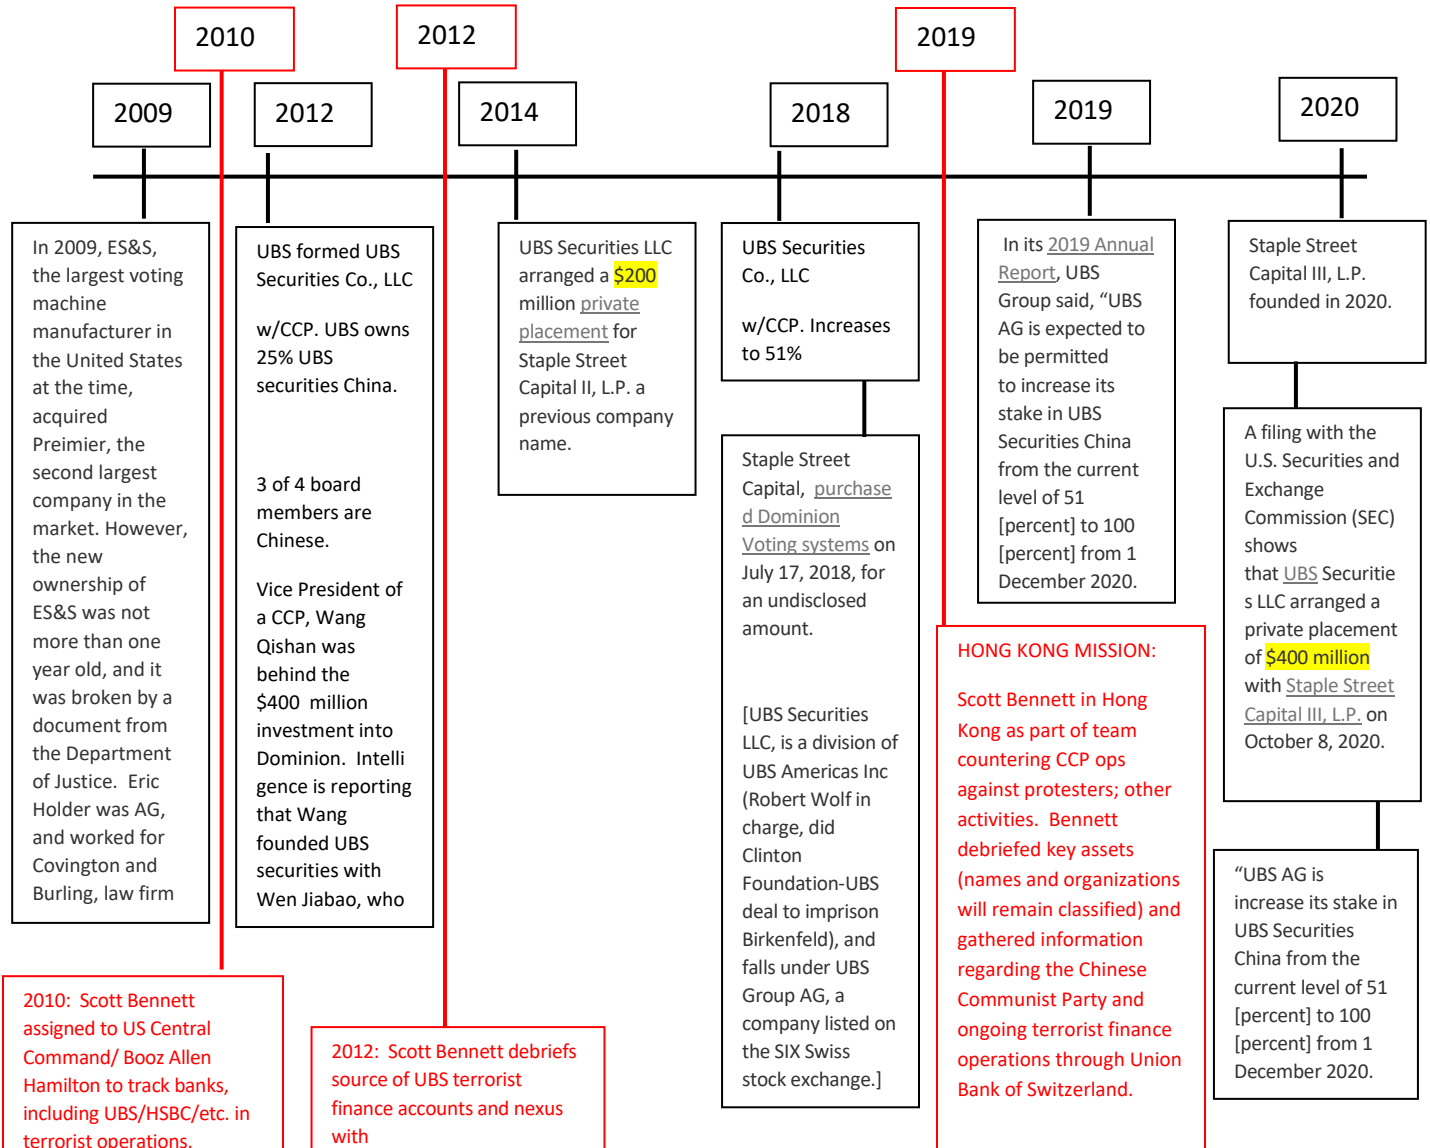 2010
2012
2019
2009
2012
2014
2018
2019
2020
In 2009, ES&S,
the largest voting
machine
manufacturer in
the United States
at the time,
acquired
Preimier, the
second largest
company in the
market. However,
the new
ownership of
ES&S was not
more than one
year old, and it
was broken by a
document from
the Department
of Justice.  Eric
Holder was AG,
and worked for
Covington and
Burling, law firm
UBS formed UBS
Securities Co., LLC
w/CCP. UBS owns
25% UBS
securities China.
3 of 4 board
members are
Chinese.
Vice President of
a CCP, Wang
Qishan was
behind the
$400  million
investment into
Dominion.  Intelli
gence is reporting
that Wang
founded UBS
securities with
Wen Jiabao, who
UBS Securities LLC
arranged a $200
million private
placement for
Staple Street
Capital II, L.P. a
previous company
name.
UBS Securities
Co., LLC
w/CCP. Increases
to 51%
Staple Street
Capital,  purchase
d Dominion
Voting systems on
July 17, 2018, for
an undisclosed
amount.
[UBS Securities
LLC, is a division of
UBS Americas Inc
(Robert Wolf in
charge, did
Clinton
Foundation-UBS
deal to imprison
Birkenfeld), and
falls under UBS
Group AG, a
company listed on
the SIX Swiss
stock exchange.]
In its 2019 Annual
Report, UBS
Group said, “UBS
AG is expected to
be permitted
to increase its
stake in UBS
Securities China
from the current
level of 51
[percent] to 100
[percent] from 1
December 2020.
Staple Street
Capital III, L.P.
founded in 2020.
A filing with the
U.S. Securities and
Exchange
Commission (SEC)
shows
that UBS Securitie
s LLC arranged a
private placement
of $400 million
with Staple Street
Capital III, L.P. on
October 8, 2020.
“UBS AG is
increase its stake in
UBS Securities
China from the
current level of 51
[percent] to 100
[percent] from 1
December 2020.
2010:  Scott Bennett
assigned to US Central
Command/ Booz Allen
Hamilton to track banks,
including UBS/HSBC/etc. in
terrorist operations.
2012:  Scott Bennett debriefs
source of UBS terrorist
finance accounts and nexus
with
HONG KONG MISSION:
Scott Bennett in Hong
Kong as part of team
countering CCP ops
against protesters; other
activities.  Bennett
debriefed key assets
(names and organizations
will remain classified) and
gathered information
regarding the Chinese
Communist Party and
ongoing terrorist finance
operations through Union
Bank of Switzerland.